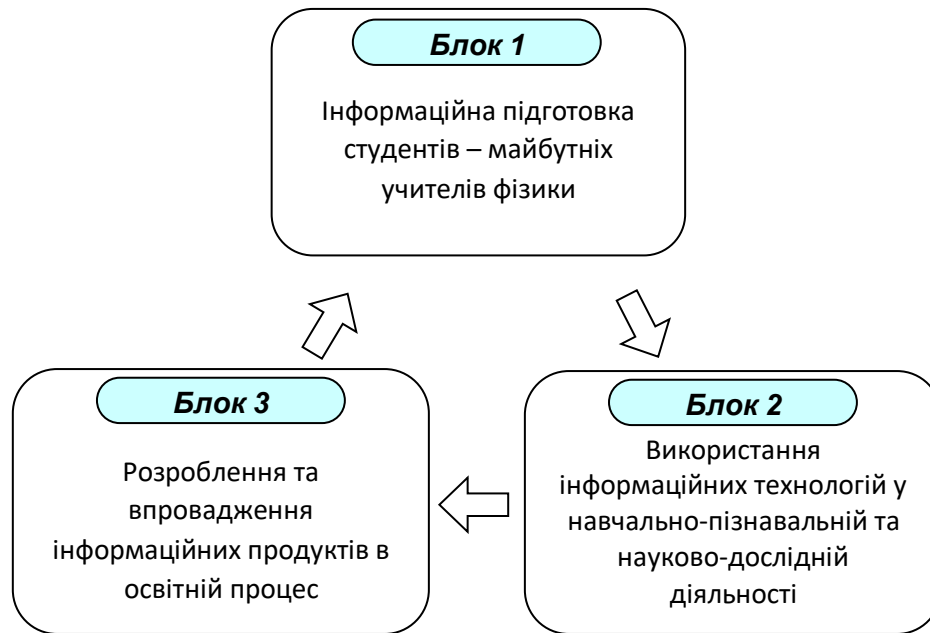 Блок 1
Інформаційна підготовка
студентів – майбутніх
учителів фізики
Блок 3
Розроблення та
впровадження
інформаційних продуктів в
освітній процес
Блок 2
Використання
інформаційних технологій у
навчально-пізнавальній та
науково-дослідній
діяльності